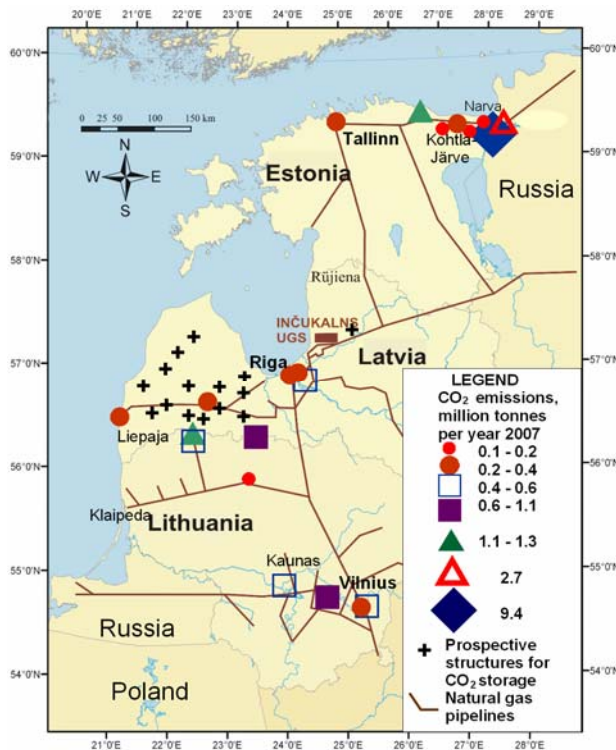 20°0'E 21°0'E 22°0'E 23°0'E 24°0'E 25°0'E 26°0'E 27°0'E 28°0'E 29°0'E
60°0'N
60°0'N
0 25 50 100 150 km
N
W E
S
Tallinn
Narva
Kohtla
Järve
59°0'N
59°0'N
Estonia
Russia
58°0'N
58°0'N
Rūjiena
INČUKALNS
UGS
57°0'N
57°0'N
Riga
Latvia
Liepaja
56°0'N
56°0'N
Klaipeda
Lithuania
Kaunas
Vilnius
55°0'N
55°0'N
Russia
54°0'N
54°0'N
Poland
21°0'E 22°0'E 23°0'E 24°0'E 25°0'E 26°0'E 27°0'E 28°0'E
LEGEND
CO₂ emissions,
million tonnes
per year 2007
0.1 - 0.2
0.2 - 0.4
0.4 - 0.6
0.6 - 1.1
1.1 - 1.3
2.7
9.4
Prospective
structures for
CO₂ storage
Natural gas
pipelines